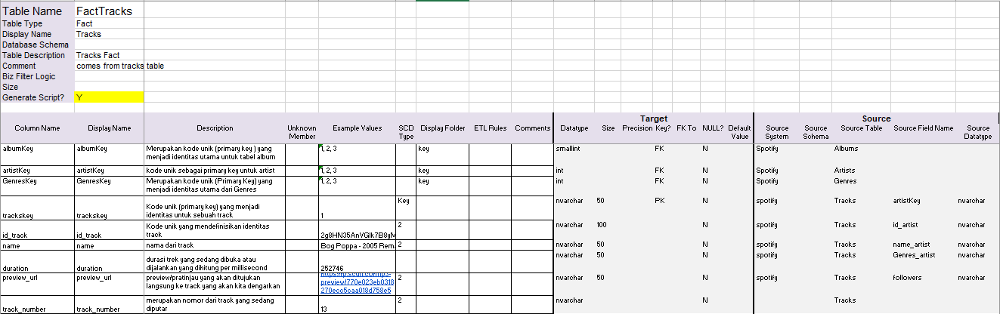 Table Name FactTracks
Table Type Fact
Display Name Tracks
Database Schema
Table Description Tracks Fact
Comment comes from tracks table
Biz Filter Logic
Size
Generate Script? Y
Target Source
Column Name Display Name Description Unknown Member Example Values SCD Type Display Folder ETL Rules Comments Datatype Size Precision Key? FK To NULL? Default Value Source System Source Schema Source Table Source Field Name Source Datatype
albumKey albumKey Merupakan kode unik (primary key) yang menjadi identitas utama untuk tabel album 1, 2, 3 key smallint FK N Spotify Albums
artistKey artistKey kode unik sebagai primary key untuk artist 1, 2, 3 key int FK N Spotify Artists
GenresKey GenresKey Merupakan kode unik (Primary Key) yang menjadi identitas utama dari Genres 1, 2, 3 key int FK N Spotify Genres
trackskey trackskey Kode unik (primary key) yang menjadi identitas untuk sebuah track 1 Key nvarchar 50 PK N spotify Tracks artistKey nvarchar
id_track id_track Kode unik yang mendefinisikan identitas track 2g8HN35AnVGIk7B8yM 2 nvarchar 100 N spotify Tracks id_artist nvarchar
name name nama dari track Bog Poppa - 2005 Rem 2 nvarchar 50 N spotify Tracks name_artist nvarchar
duration duration durasi trek yang sedang dibuka atau dijalankan yang dihitung per millisecond 252746 nvarchar 50 N spotify Tracks Genres_artist nvarchar
preview_url preview_url preview/pratinjau yang akan ditujukan langsung ke track yang akan kita dengarkan https://p.scdn.co/mp3-preview/770e023eb0318270ecc5caa018d758e5 2 nvarchar 50 N spotify Tracks followers nvarchar
track_number track_number merupakan nomor dari track yang sedang diputar 13 2 nvarchar N Tracks